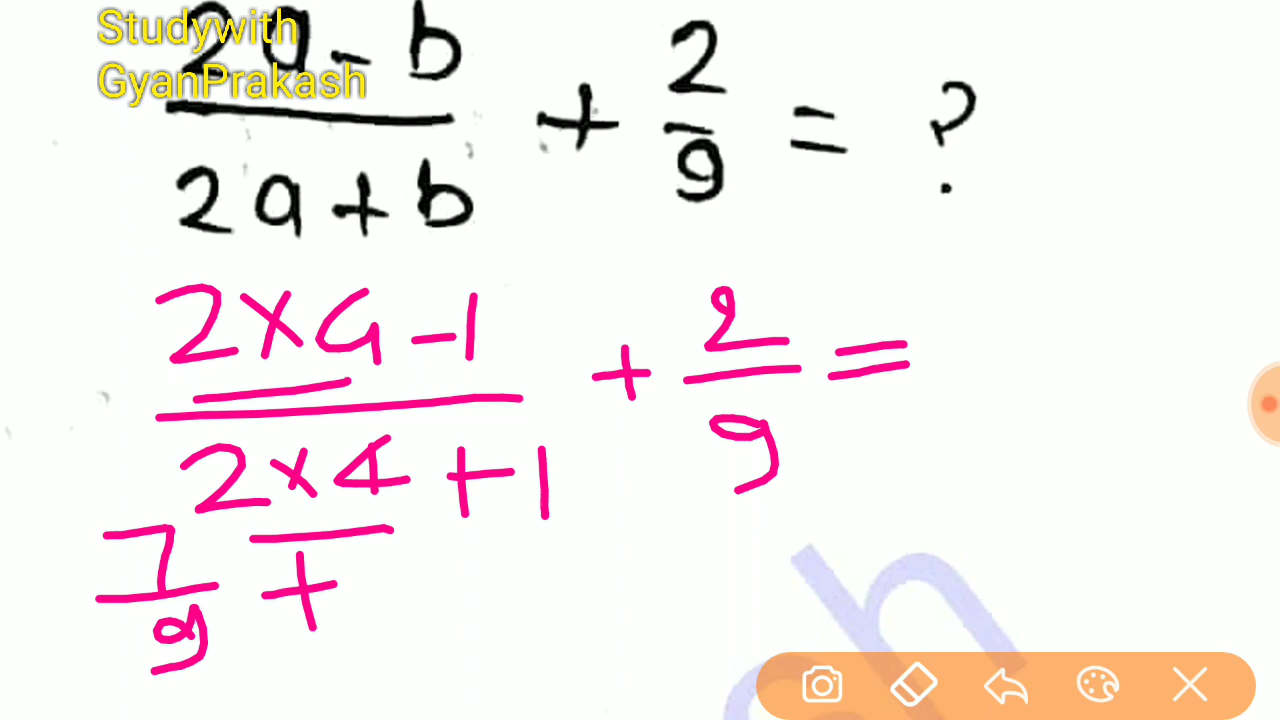 Studywith
GyanPrakash
2a - b
2a + b
+ 2/9 = ?
2 × 4 - 1
2 × 4 + 1
+ 2/9 =
7/9 +